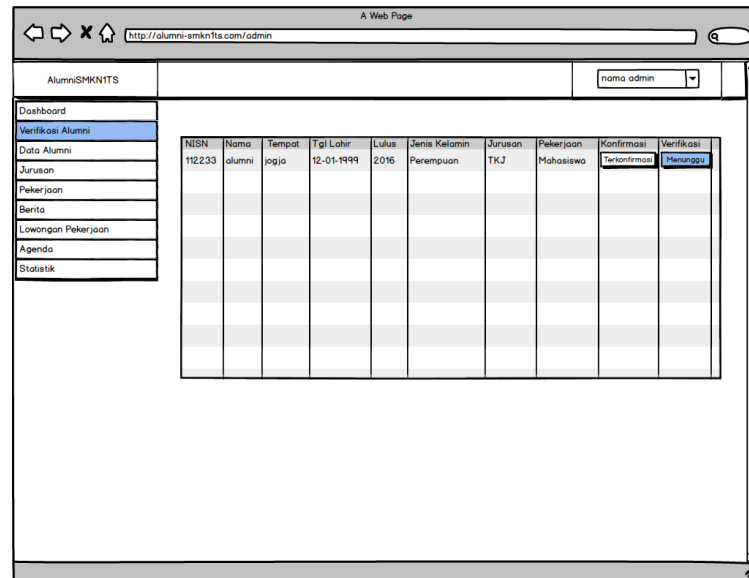 A Web Page
http://alumni-smkn1ts.com/admin
AlumniSMKN1TS
nama admin
Dashboard
Verifikasi Alumni
Data Alumni
Jurusan
Pekerjaan
Berita
Lowongan Pekerjaan
Agenda
Statistik
NISN Nama Tempat Tgl Lahir Lulus Jenis Kelamin Jurusan Pekerjaan Konfirmasi Verifikasi
112233 alumni jogja 12-01-1999 2016 Perempuan TKJ Mahasiswa Terkonfirmasi Menunggu